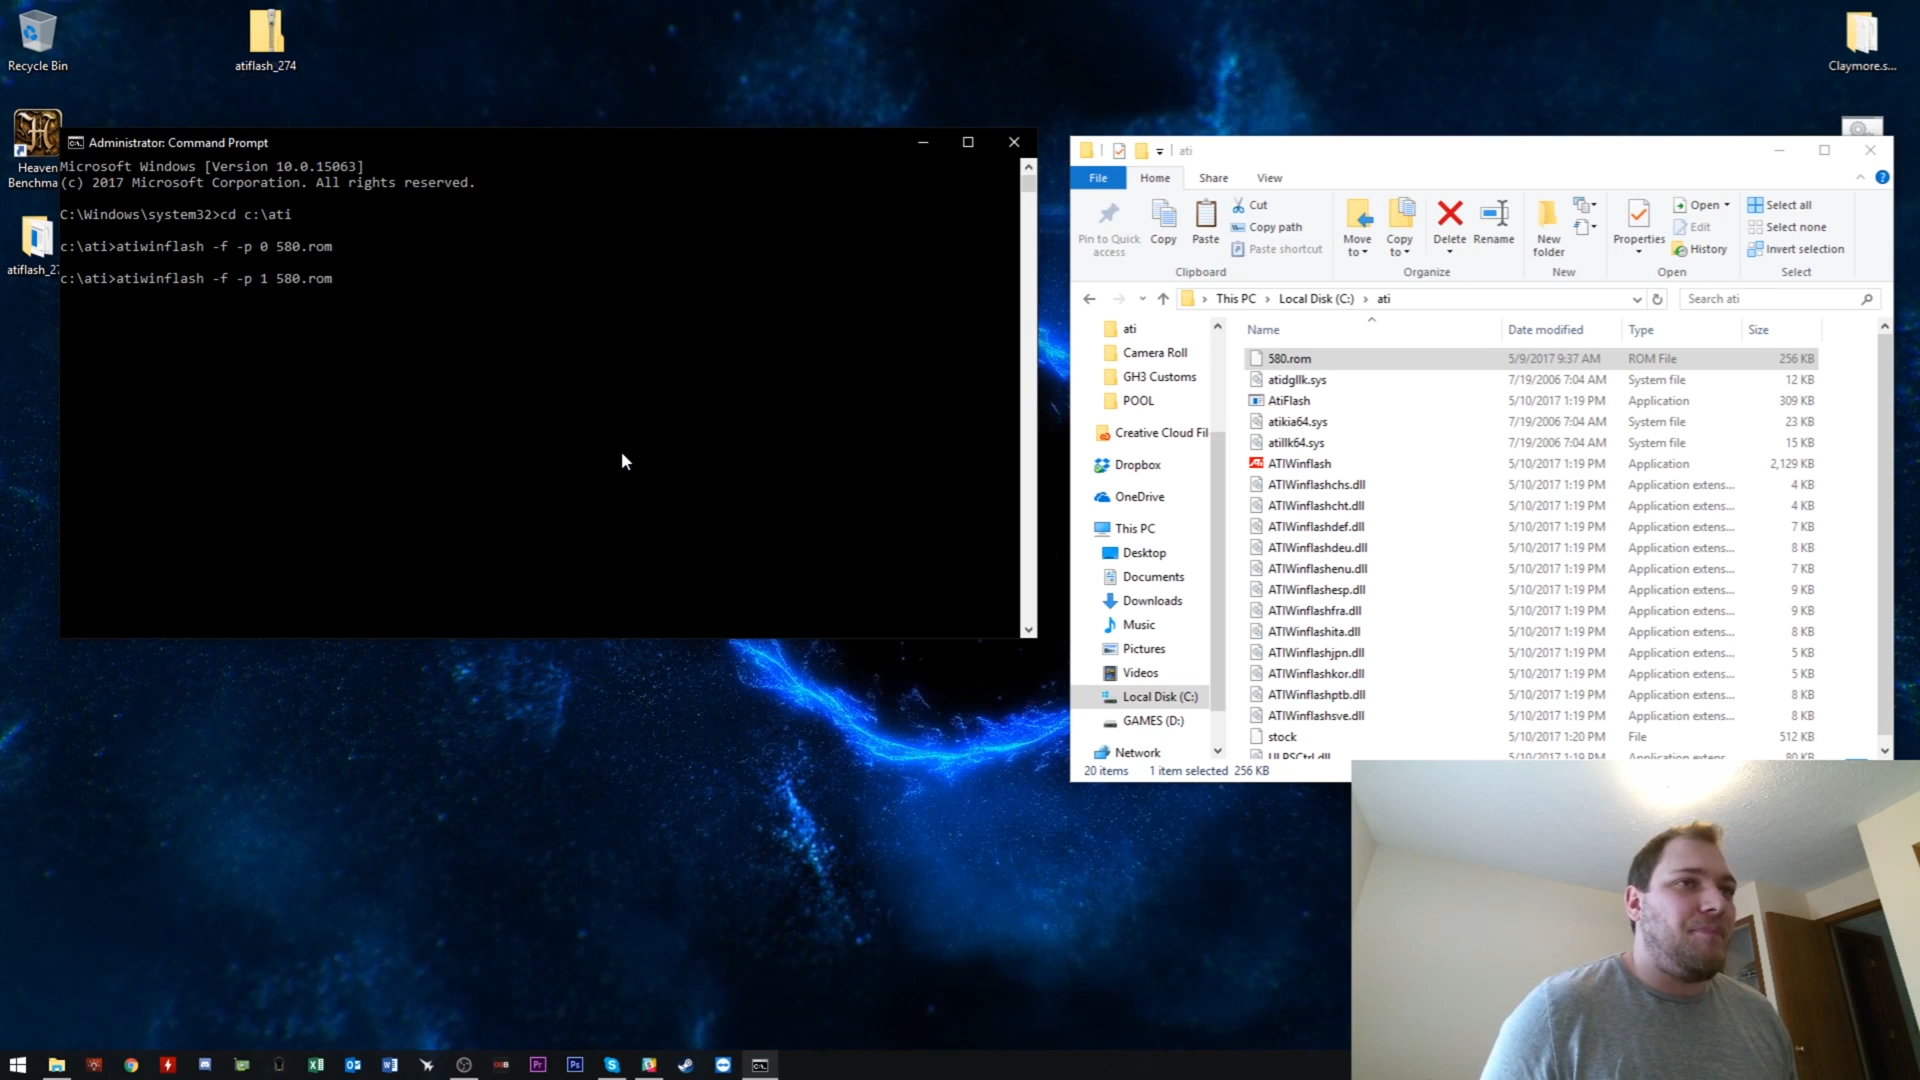 Recycle Bin
atiflash_274
Claymore.s...
Heaven
Benchma
atiflash_27
Administrator: Command Prompt
Microsoft Windows [Version 10.0.15063]
(c) 2017 Microsoft Corporation. All rights reserved.
C:\Windows\system32>cd c:\ati
c:\ati>atiwinflash -f -p 0 580.rom
c:\ati>atiwinflash -f -p 1 580.rom
ati
File Home Share View
Pin to Quick access
Copy
Paste
Cut
Copy path
Paste shortcut
Clipboard
Move to
Copy to
Delete
Rename
Organize
New folder
New
Properties
Open
Edit
History
Open
Select all
Select none
Invert selection
Select
This PC > Local Disk (C:) > ati
Search ati
ati
Camera Roll
GH3 Customs
POOL
Creative Cloud Fil
Dropbox
OneDrive
This PC
Desktop
Documents
Downloads
Music
Pictures
Videos
Local Disk (C:)
GAMES (D:)
Network
Name Date modified Type Size
580.rom 5/9/2017 9:37 AM ROM File 256 KB
atidgllk.sys 7/19/2006 7:04 AM System file 12 KB
AtiFlash 5/10/2017 1:19 PM Application 309 KB
atikia64.sys 7/19/2006 7:04 AM System file 23 KB
atillk64.sys 7/19/2006 7:04 AM System file 15 KB
ATIWinflash 5/10/2017 1:19 PM Application 2,129 KB
ATIWinflashchs.dll 5/10/2017 1:19 PM Application extens... 4 KB
ATIWinflashcht.dll 5/10/2017 1:19 PM Application extens... 4 KB
ATIWinflashdef.dll 5/10/2017 1:19 PM Application extens... 7 KB
ATIWinflashdeu.dll 5/10/2017 1:19 PM Application extens... 8 KB
ATIWinflashenu.dll 5/10/2017 1:19 PM Application extens... 7 KB
ATIWinflashesp.dll 5/10/2017 1:19 PM Application extens... 9 KB
ATIWinflashfra.dll 5/10/2017 1:19 PM Application extens... 9 KB
ATIWinflashita.dll 5/10/2017 1:19 PM Application extens... 8 KB
ATIWinflashjpn.dll 5/10/2017 1:19 PM Application extens... 5 KB
ATIWinflashkor.dll 5/10/2017 1:19 PM Application extens... 5 KB
ATIWinflashptb.dll 5/10/2017 1:19 PM Application extens... 8 KB
ATIWinflashsve.dll 5/10/2017 1:19 PM Application extens... 8 KB
stock 5/10/2017 1:20 PM File 512 KB
ULPSCtrl.dll 5/10/2017 1:19 PM Application extens... 80 KB
20 items 1 item selected 256 KB